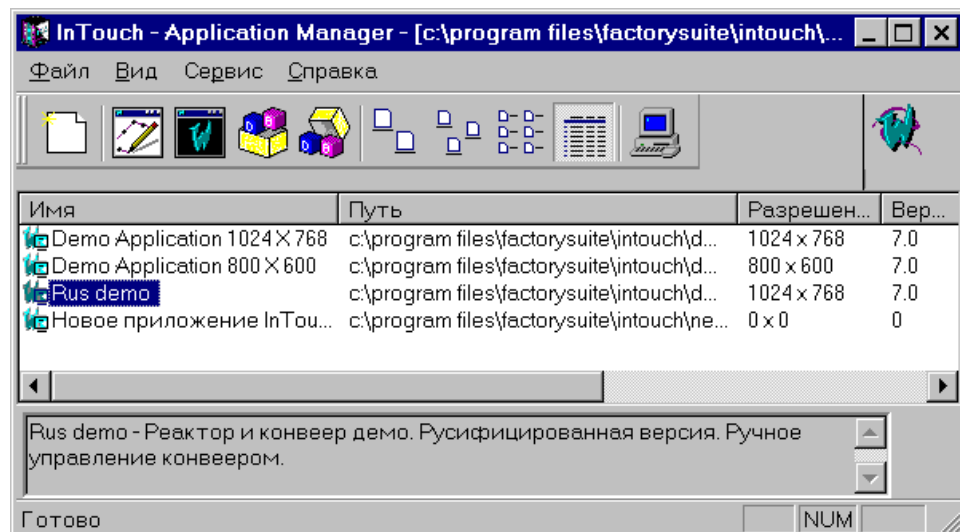 InTouch - Application Manager - [c:\program files\factorysuite\intouch\...
Файл Вид Сервис Справка
Имя Путь Разрешен... Вер...
Demo Application 1024 X 768 c:\program files\factorysuite\intouch\d... 1024 x 768 7.0
Demo Application 800 X 600 c:\program files\factorysuite\intouch\d... 800 x 600 7.0
Rus demo c:\program files\factorysuite\intouch\d... 1024 x 768 7.0
Новое приложение InTou... c:\program files\factorysuite\intouch\ne... 0 x 0 0
Rus demo - Реактор и конвеер демо. Русифицированная версия. Ручное
управление конвеером.
Готово NUM